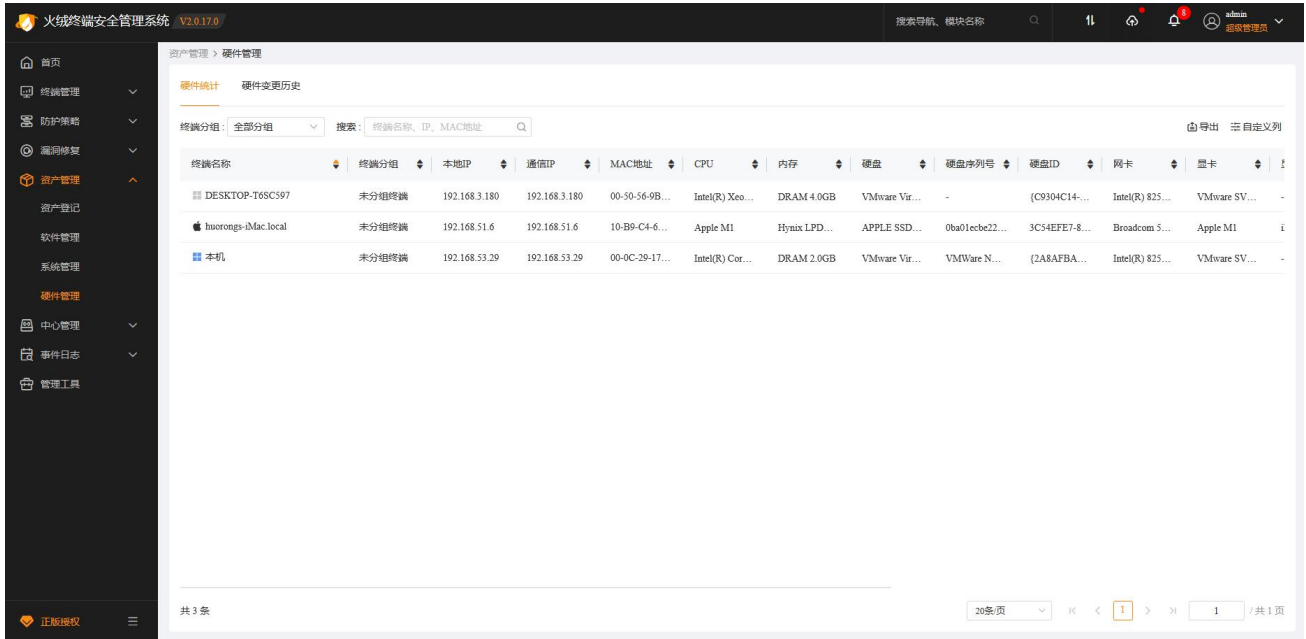 火绒终端安全管理系统 V2.0.17.0 搜索导航、模块名称 8 admin 超级管理员
首页
终端管理
防护策略
漏洞修复
资产管理
资产登记
软件管理
系统管理
硬件管理
中心管理
事件日志
管理工具
正版授权
资产管理 > 硬件管理
硬件统计 硬件变更历史
终端分组: 全部分组 搜索: 终端名称、IP、MAC地址 导出 自定义列
终端名称 终端分组 本地IP 通信IP MAC地址 CPU 内存 硬盘 硬盘序列号 硬盘ID 网卡 显卡
DESKTOP-T6SC597 未分组终端 192.168.3.180 192.168.3.180 00-50-56-9B... Intel(R) Xeo... DRAM 4.0GB VMware Vir... - {C9304C14-... Intel(R) 825... VMware SV... -
huorongs-iMac.local 未分组终端 192.168.51.6 192.168.51.6 10-B9-C4-6... Apple M1 Hynix LPD... APPLE SSD... 0ba01ecbe22... 3C54EFE7-8... Broadcom 5... Apple M1
本机 未分组终端 192.168.53.29 192.168.53.29 00-0C-29-17... Intel(R) Cor... DRAM 2.0GB VMware Vir... VMWare N... {2A8AFBA... Intel(R) 825... VMware SV... -
共 3 条 20条/页 1 1 / 共 1 页